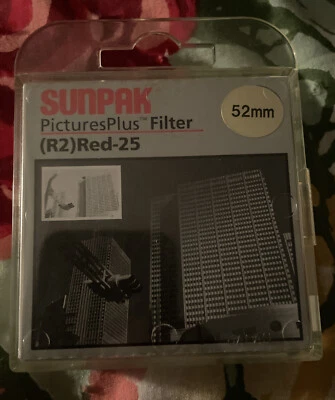 SUNPAK
52mm
PicturesPlus™ Filter
(R2)Red-25